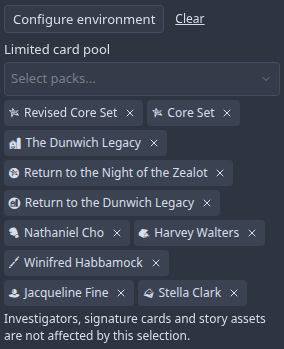 Configure environment Clear
Limited card pool
Select packs...
Revised Core Set × Core Set ×
The Dunwich Legacy ×
Return to the Night of the Zealot ×
Return to the Dunwich Legacy ×
Nathaniel Cho × Harvey Walters ×
Winifred Habbamock ×
Jacqueline Fine × Stella Clark ×
Investigators, signature cards and story assets
are not affected by this selection.